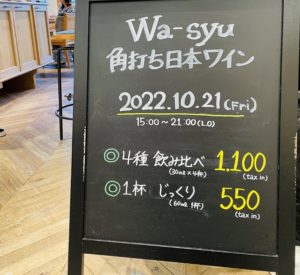 Wa-syu
角打ち日本ワイン
2022.10.21(Fri)
15:00~21:00(L.O)
◎4種 飲み比べ 1,100
(30ml×4杯) (tax in)
◎1杯 じっくり 550
(60ml 1杯) (tax in)